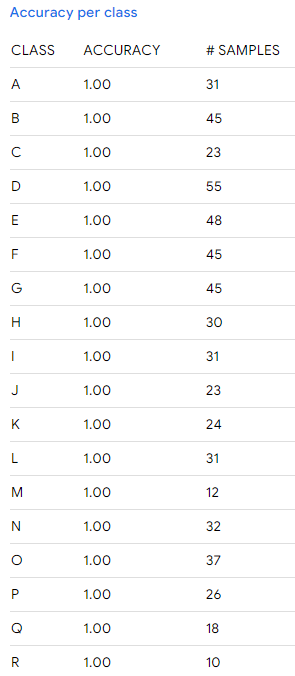 Accuracy per class
CLASS ACCURACY # SAMPLES
A 1.00 31
B 1.00 45
C 1.00 23
D 1.00 55
E 1.00 48
F 1.00 45
G 1.00 45
H 1.00 30
I 1.00 31
J 1.00 23
K 1.00 24
L 1.00 31
M 1.00 12
N 1.00 32
O 1.00 37
P 1.00 26
Q 1.00 18
R 1.00 10